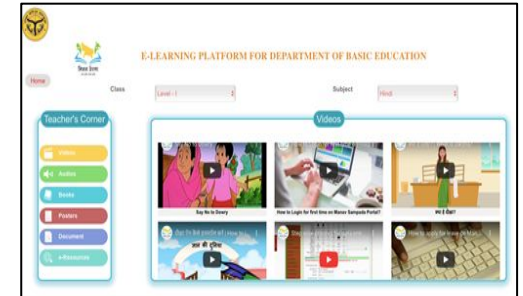 E-LEARNING PLATFORM FOR DEPARTMENT OF BASIC EDUCATION
Home
Class
Level - I
Subject
Hindi
Teacher's Corner
Videos
Audios
Books
Posters
Document
e-Resources
Videos
Say No to Dowry
How to Login for first time on Manav Sampada Portal?
क्या है दीक्षा?
आज की दुनिया